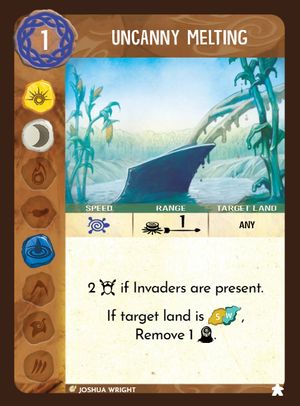 1
UNCANNY MELTING
SPEED RANGE TARGET LAND
1
ANY
2 if Invaders are present.
If target land is S W,
Remove 1 .
JOSHUA WRIGHT